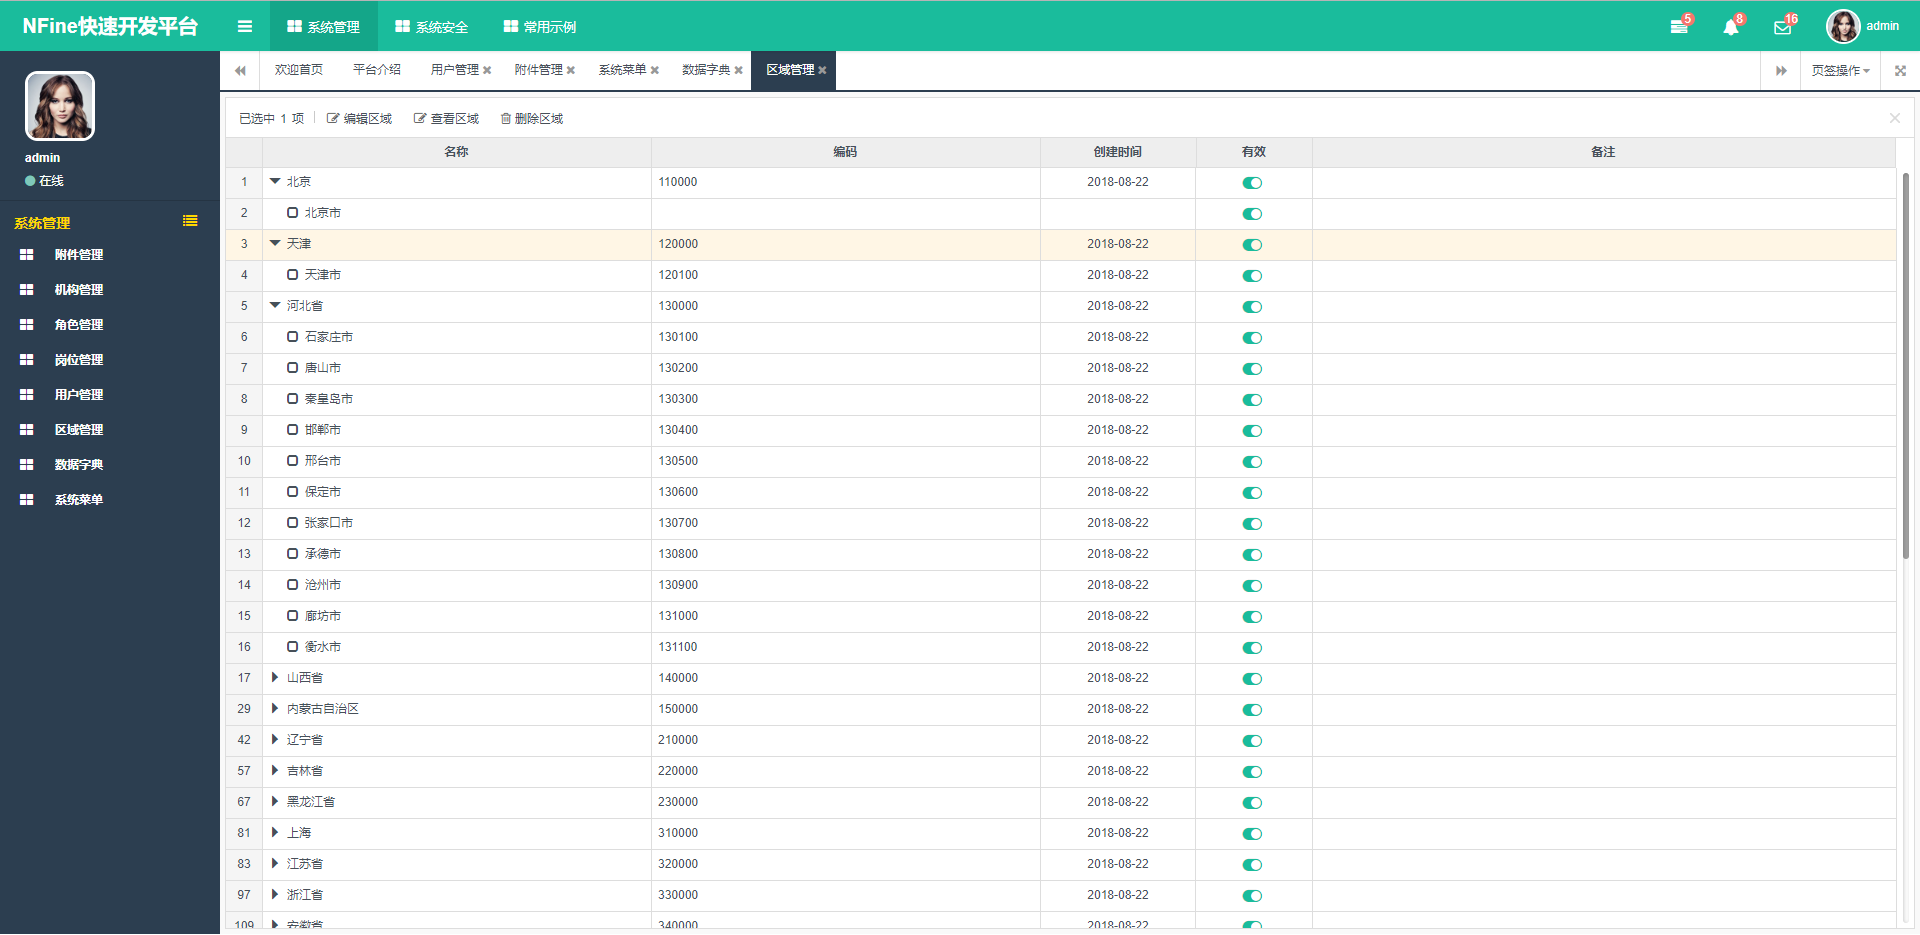 NFine快速开发平台 系统管理 系统安全 常用示例 5 8 16 admin
欢迎首页 平台介绍 用户管理 附件管理 系统菜单 数据字典 区域管理 页签操作
admin
在线
系统管理
附件管理
机构管理
角色管理
岗位管理
用户管理
区域管理
数据字典
系统菜单
已选中 1 项 编辑区域 查看区域 删除区域
名称 编码 创建时间 有效 备注
1 北京 110000 2018-08-22
2 北京市
3 天津 120000 2018-08-22
4 天津市 120100 2018-08-22
5 河北省 130000 2018-08-22
6 石家庄市 130100 2018-08-22
7 唐山市 130200 2018-08-22
8 秦皇岛市 130300 2018-08-22
9 邯郸市 130400 2018-08-22
10 邢台市 130500 2018-08-22
11 保定市 130600 2018-08-22
12 张家口市 130700 2018-08-22
13 承德市 130800 2018-08-22
14 沧州市 130900 2018-08-22
15 廊坊市 131000 2018-08-22
16 衡水市 131100 2018-08-22
17 山西省 140000 2018-08-22
29 内蒙古自治区 150000 2018-08-22
42 辽宁省 210000 2018-08-22
57 吉林省 220000 2018-08-22
67 黑龙江省 230000 2018-08-22
81 上海 310000 2018-08-22
83 江苏省 320000 2018-08-22
97 浙江省 330000 2018-08-22
109 安徽省 340000 2018-08-22